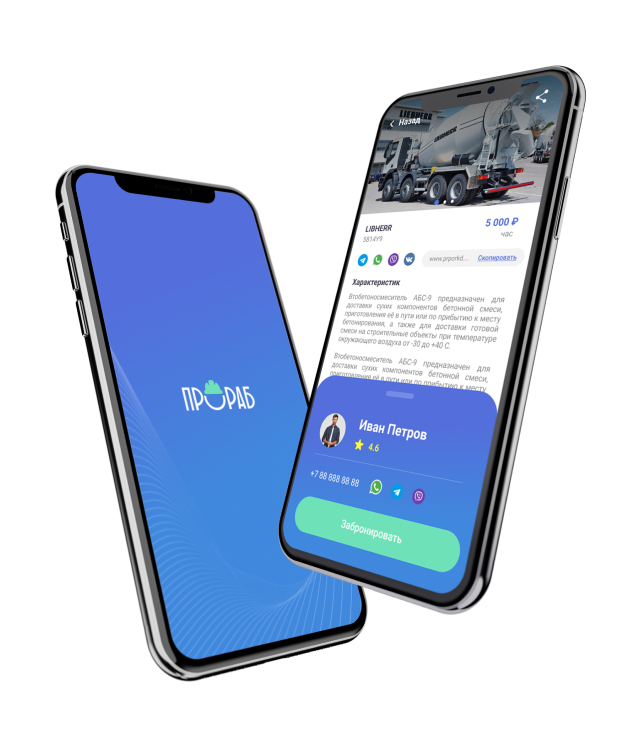 ПРОРАБ
LIEBHERR
LIEBHERR
Назад
LIBHERR
5814Y9
5 000 ₽
час
www.prporkd...
Скопировать
Характеристик
Втобетоносмеситель АБС-9 предназначен для
доставки сухих компонентов бетонной смеси,
приготовления её в пути или по прибытию к месту
бетонирования, а также для доставки готовой
смеси на строительные объекты при температуре
окружающего воздуха от -30 до +40 С.
Втобетоносмеситель АБС-9 предназначен для
доставки сухих компонентов бетонной смеси,
приготовления её в пути или по прибытию к месту
Иван Петров
4.6
+7 88 888 88 88
Забронировать